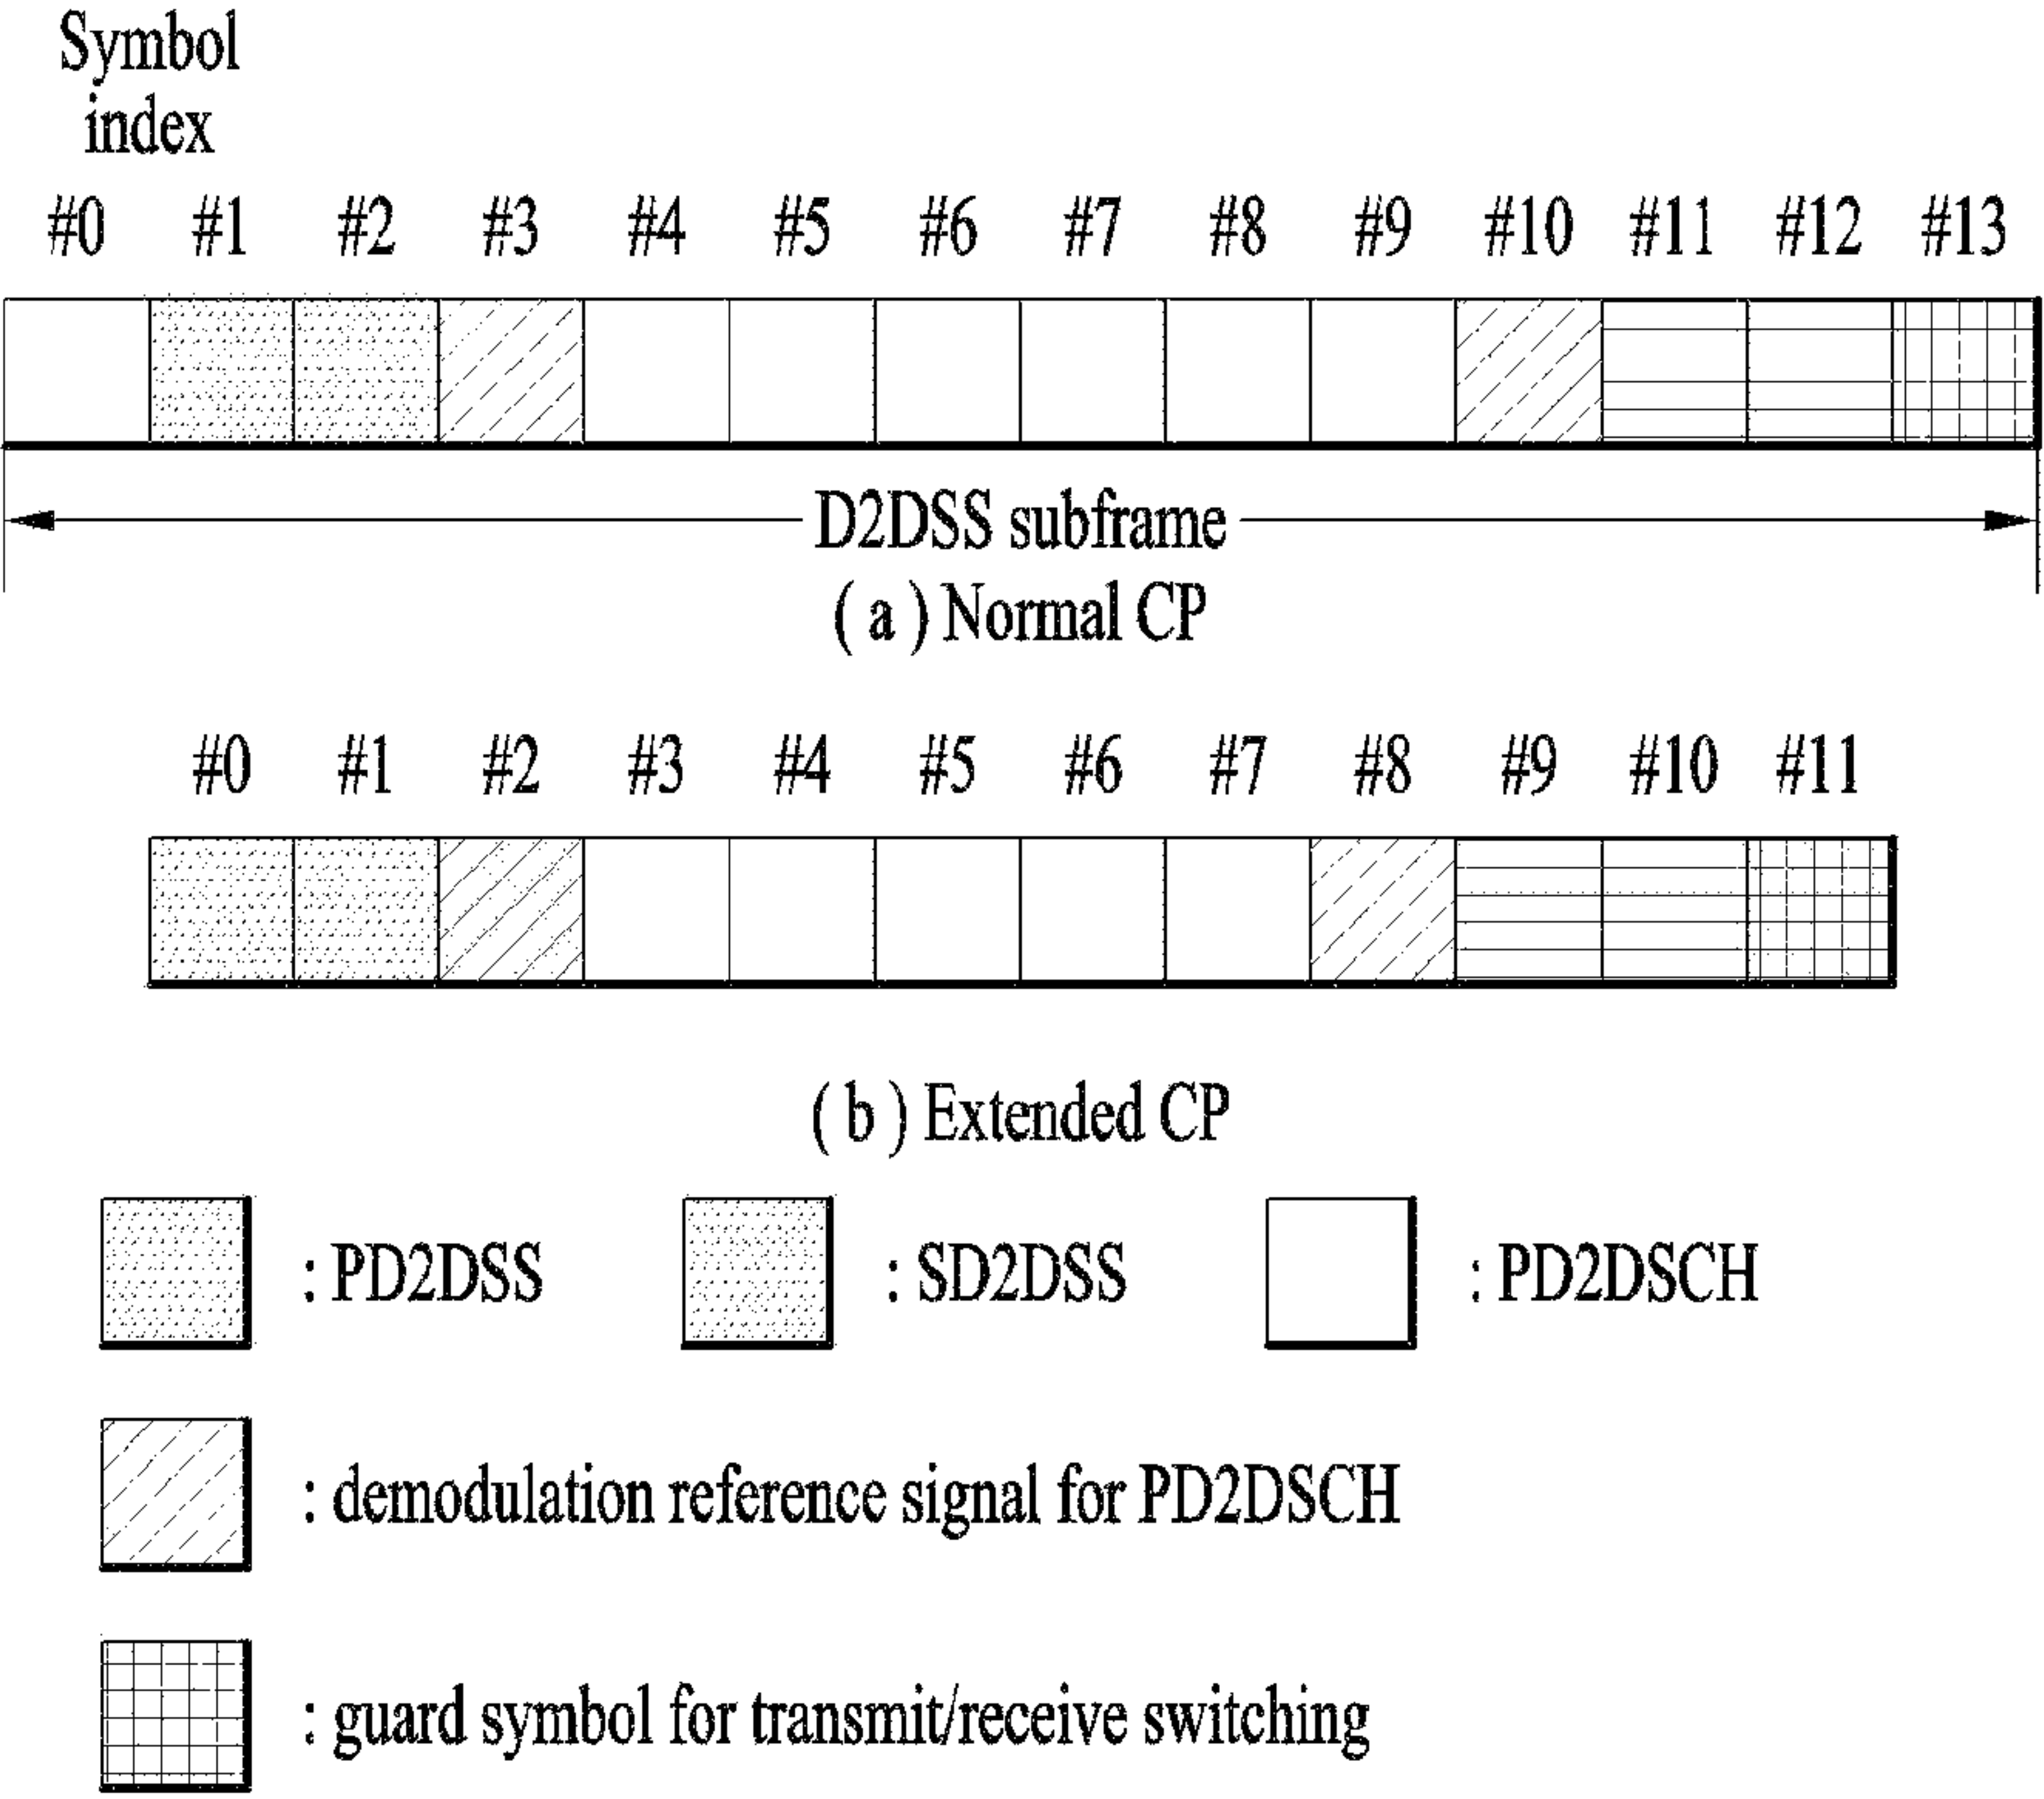 Symbol
index
#0 #1 #2 #3 #4 #5 #6 #7 #8 #9 #10 #11 #12 #13
D2DSS subframe
( a ) Normal CP
#0 #1 #2 #3 #4 #5 #6 #7 #8 #9 #10 #11
( b ) Extended CP
: PD2DSS : SD2DSS : PD2DSCH
: demodulation reference signal for PD2DSCH
: guard symbol for transmit/receive switching